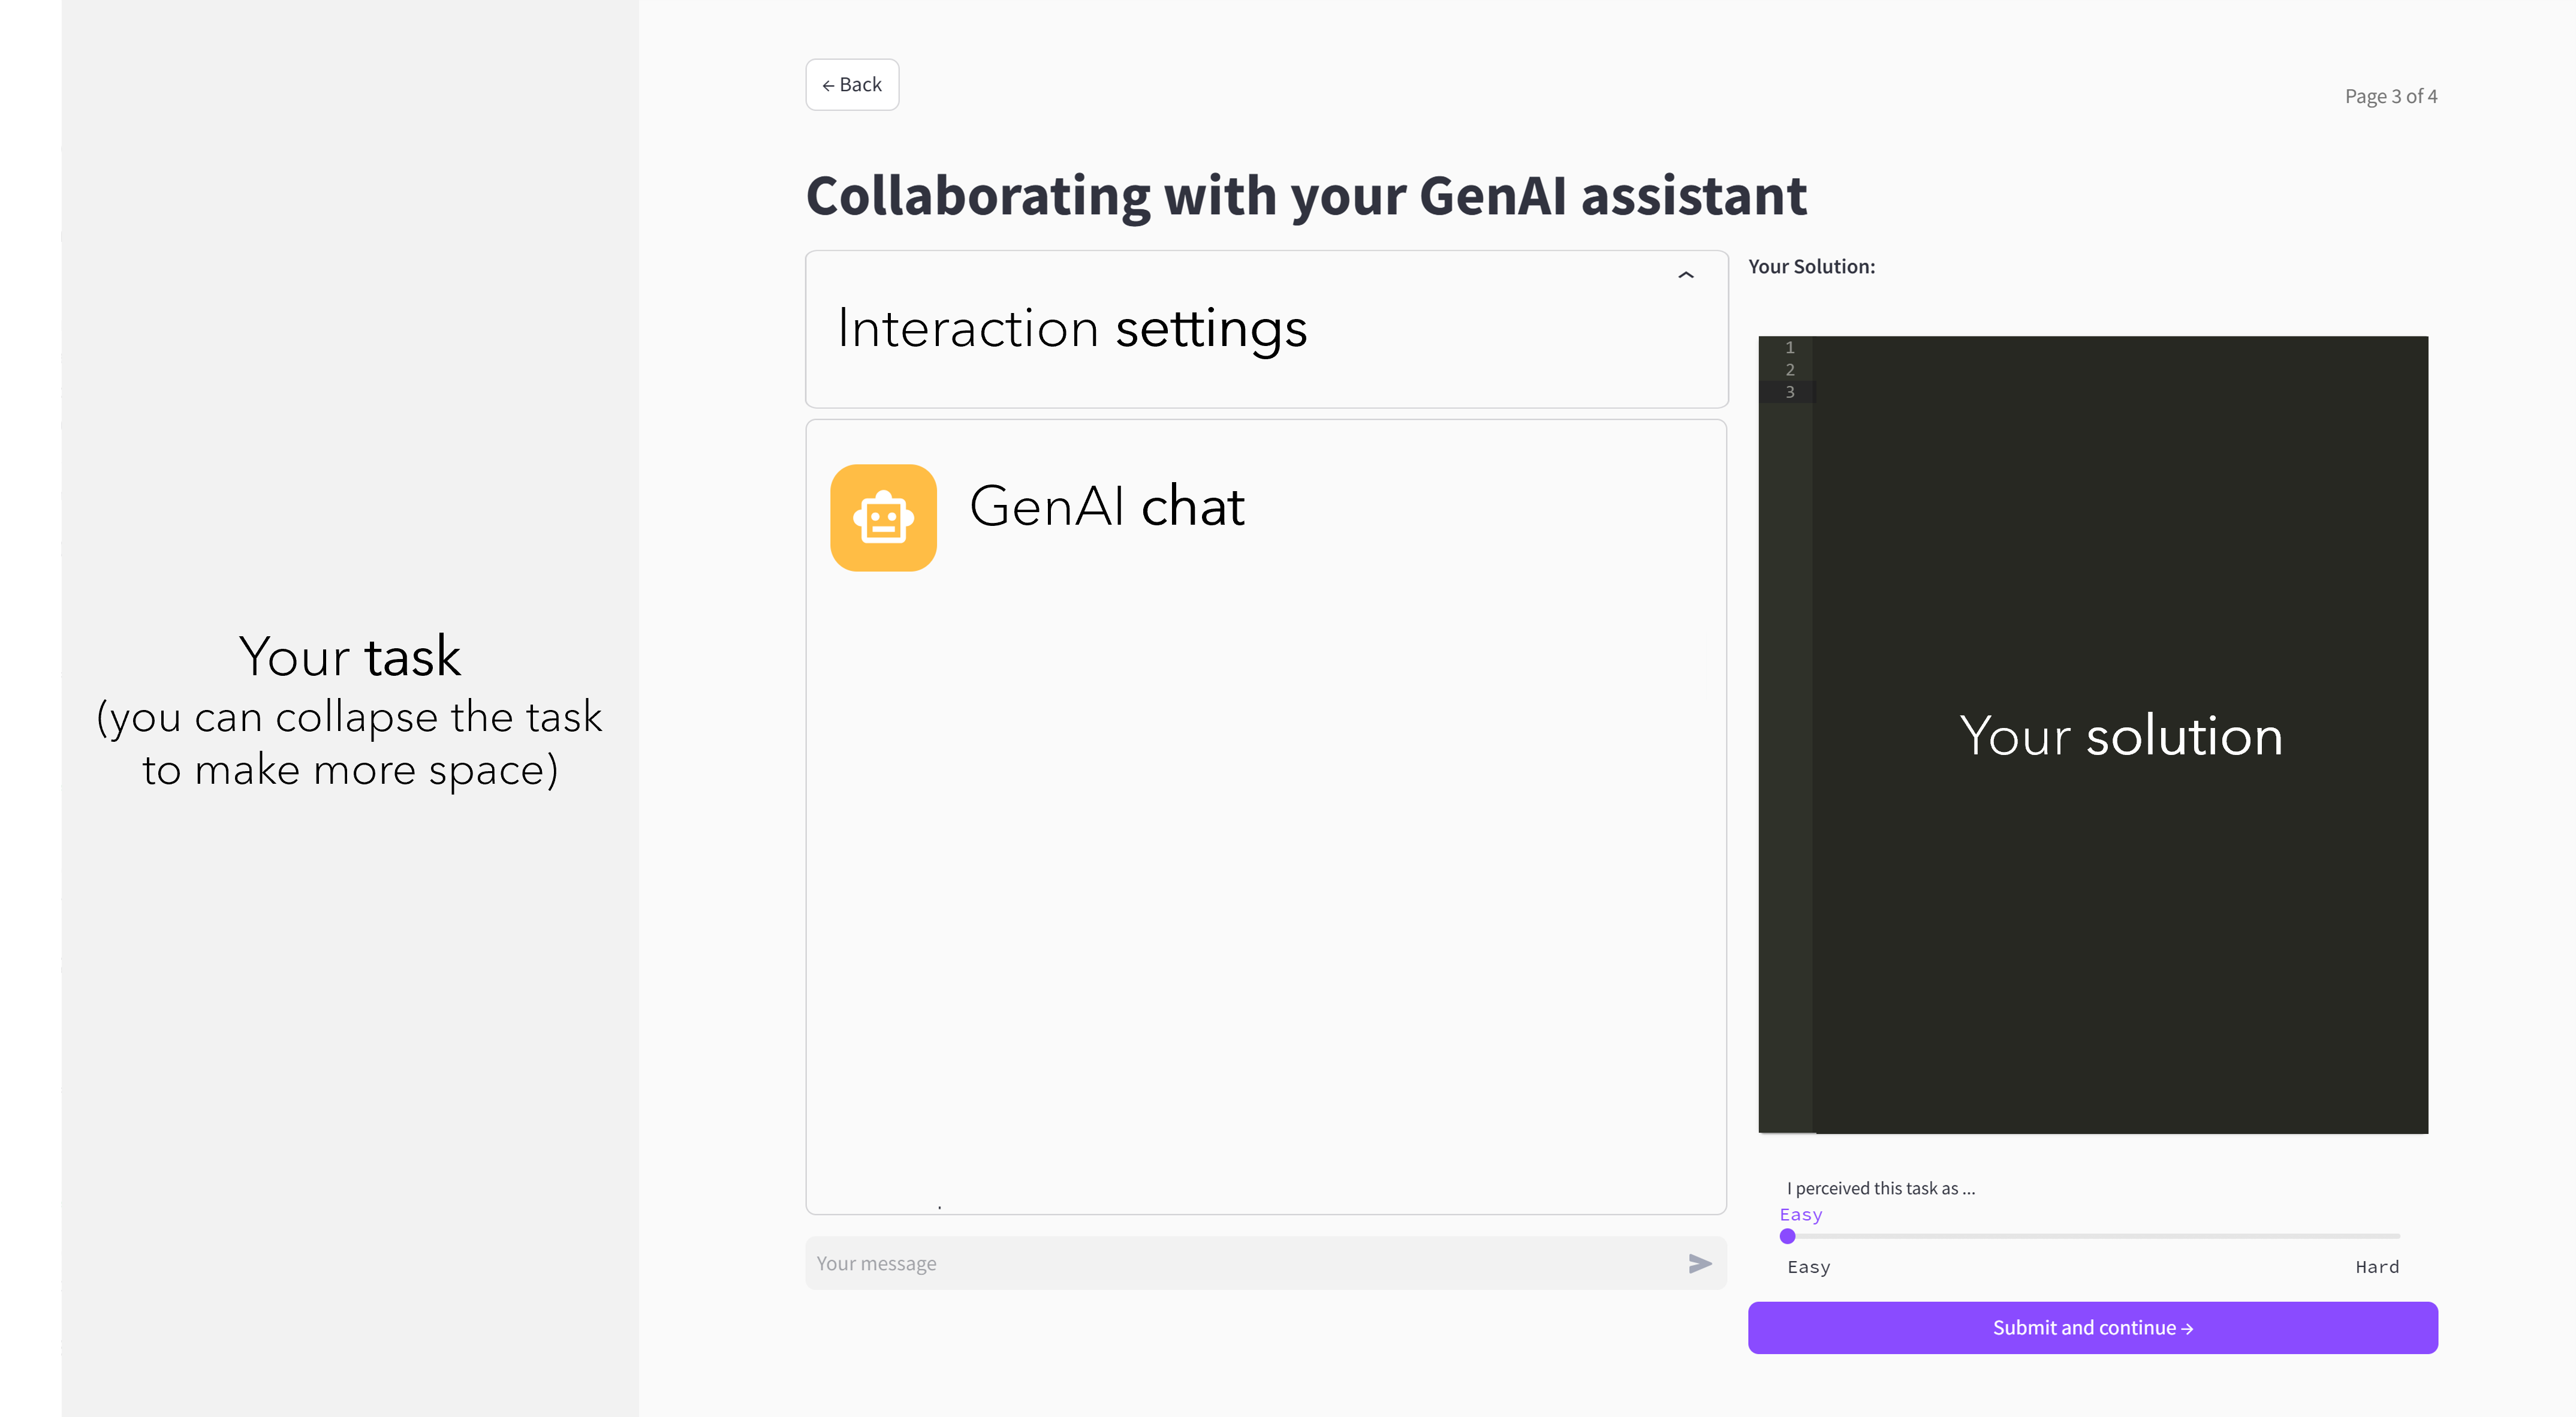 ← Back
Page 3 of 4
Collaborating with your GenAI assistant
Your task
(you can collapse the task
to make more space)
Interaction settings
GenAI chat
Your message
Your Solution:
1
2
3
Your solution
I perceived this task as ...
Easy
Easy Hard
Submit and continue →